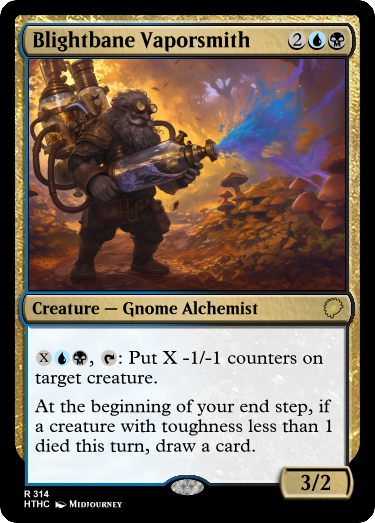 Blightbane Vaporsmith 2
Creature — Gnome Alchemist
X , : Put X -1/-1 counters on
target creature.
At the beginning of your end step, if
a creature with toughness less than 1
died this turn, draw a card.
3/2
R 314
HTHC Midjourney